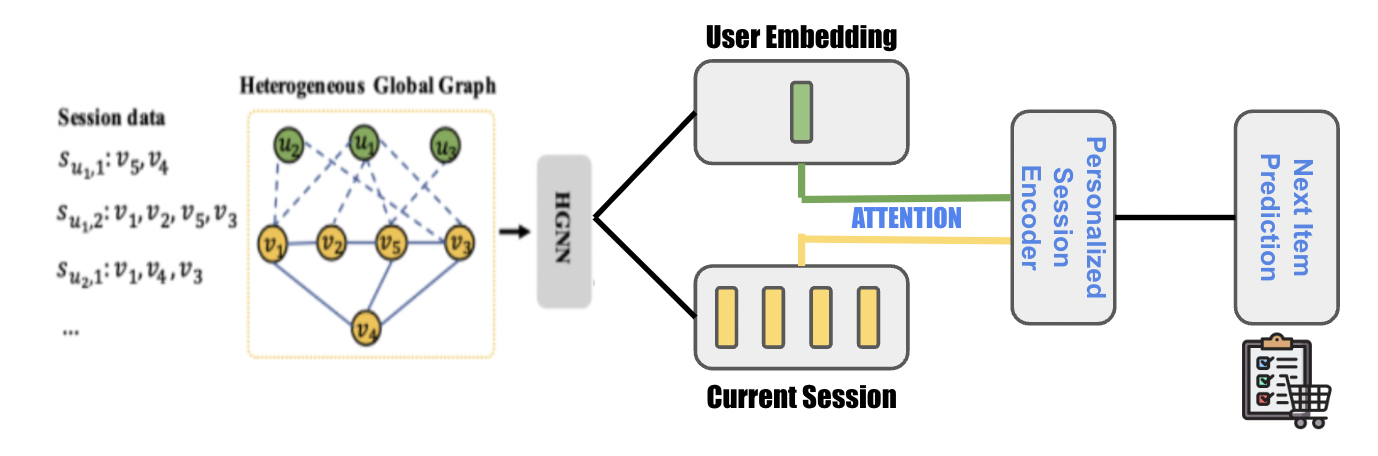 User Embedding
Heterogeneous Global Graph
Session data
s_{u_1,1}: v_5, v_4
s_{u_1,2}: v_1, v_2, v_5, v_3
s_{u_2,1}: v_1, v_4, v_3
...
u_2 u_1 u_3
v_1 v_2 v_5 v_3
v_4
HGNN
ATTENTION
Current Session
Personalized
Session
Encoder
Next Item
Prediction